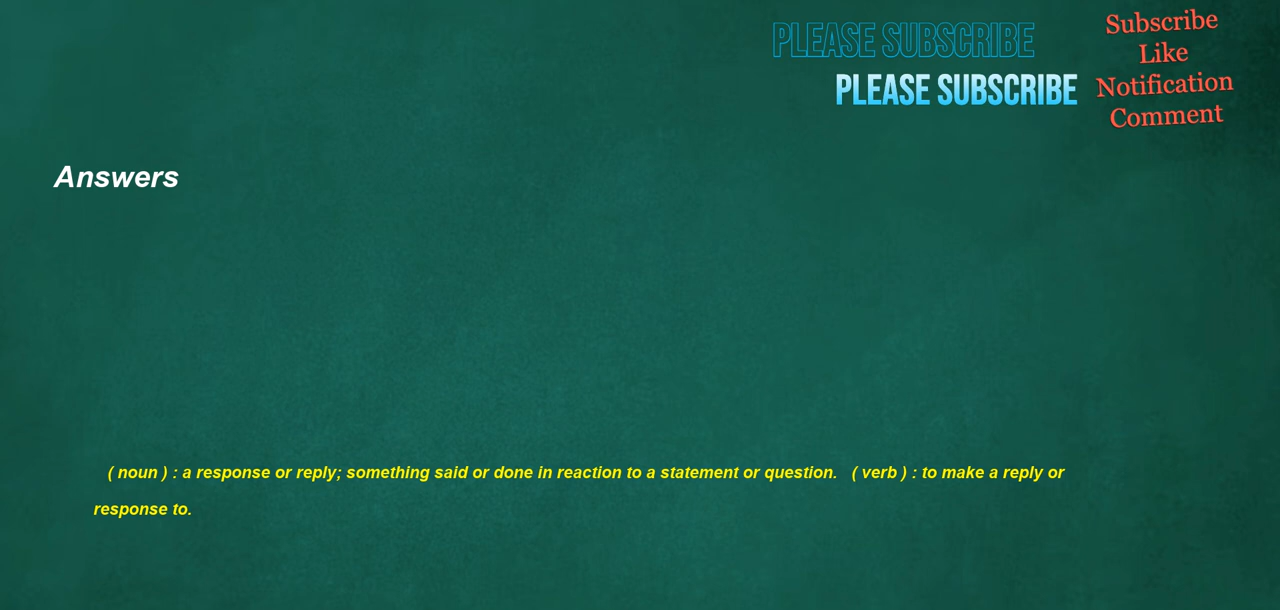 PLEASE SUBSCRIBE
PLEASE SUBSCRIBE
Subscribe
Like
Notification
Comment
Answers
( noun ) : a response or reply; something said or done in reaction to a statement or question. ( verb ) : to make a reply or
response to.